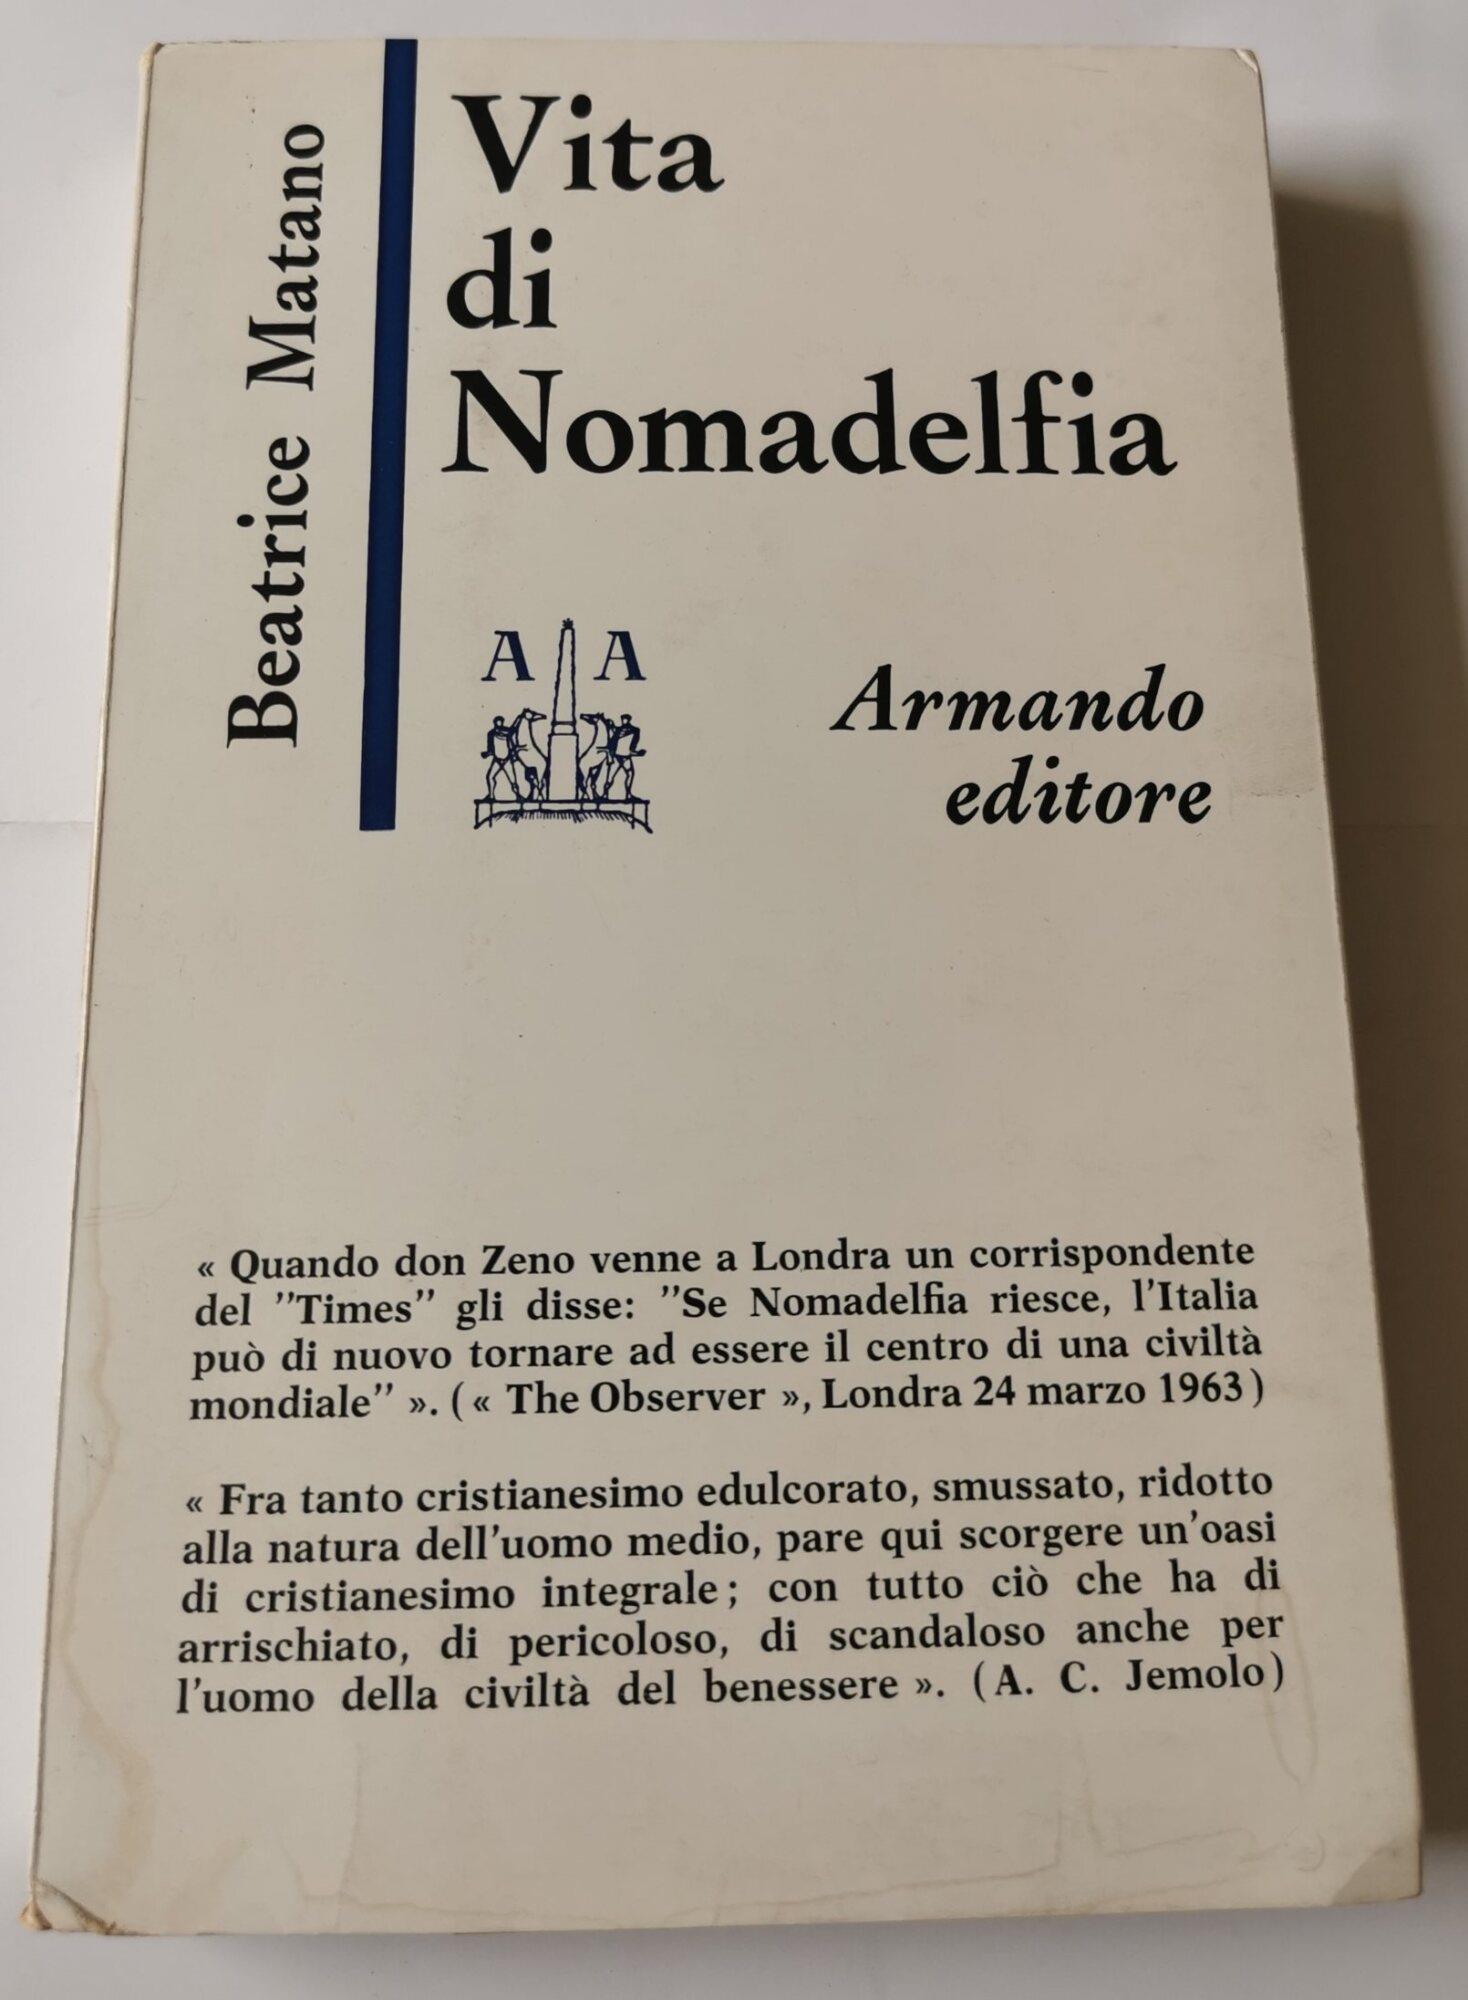 Beatrice Matano
Vita
di
Nomadelfia
A A
Armando
editore
« Quando don Zeno venne a Londra un corrispondente
del ”Times” gli disse: ”Se Nomadelfia riesce, l'Italia
può di nuovo tornare ad essere il centro di una civiltà
mondiale” ». ( « The Observer », Londra 24 marzo 1963 )
« Fra tanto cristianesimo edulcorato, smussato, ridotto
alla natura dell'uomo medio, pare qui scorgere un'oasi
di cristianesimo integrale; con tutto ciò che ha di
arrischiato, di pericoloso, di scandaloso anche per
l'uomo della civiltà del benessere ». (A. C. Jemolo)